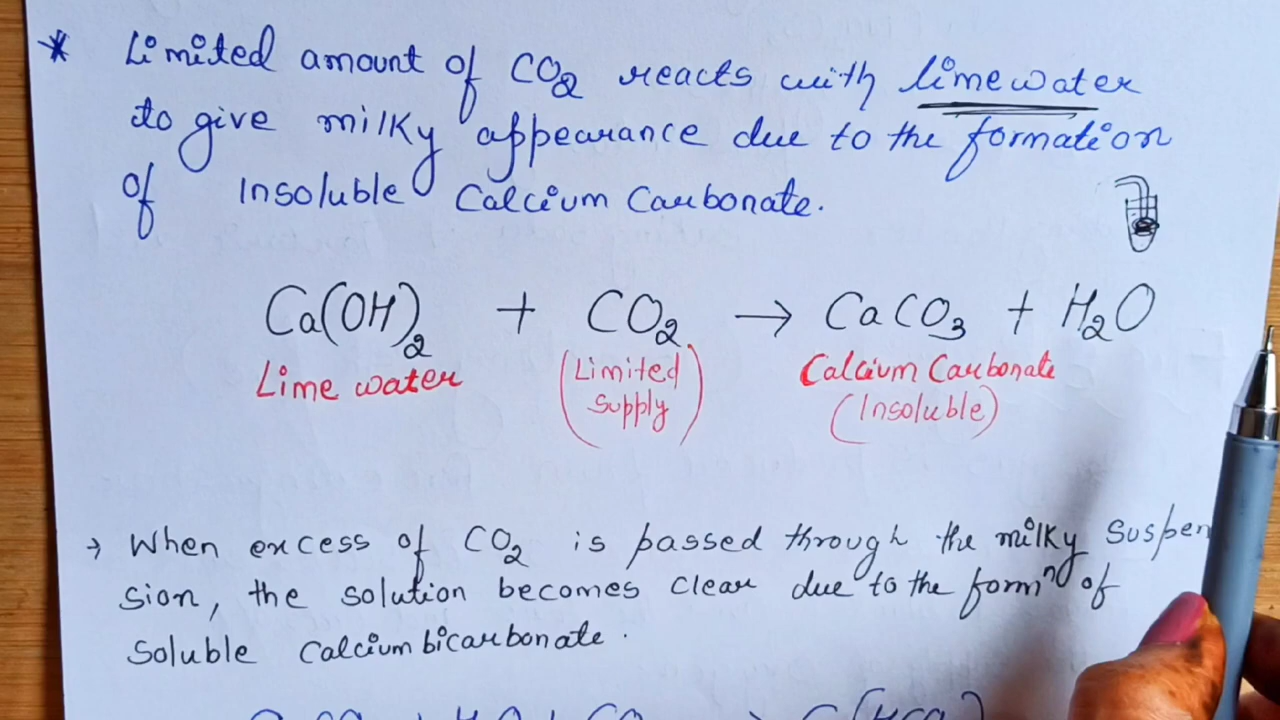 * Limited amount of CO₂ reacts with limewater
to give milky appearance due to the formation
of Insoluble Calcium Carbonate.
Ca(OH)₂ + CO₂ → CaCO₃ + H₂O
Lime water (Limited Supply) Calcium Carbonate (Insoluble)
→ When excess of CO₂ is passed through the milky Suspen
sion, the solution becomes clear due to the formⁿ of
Soluble Calcium bicarbonate.